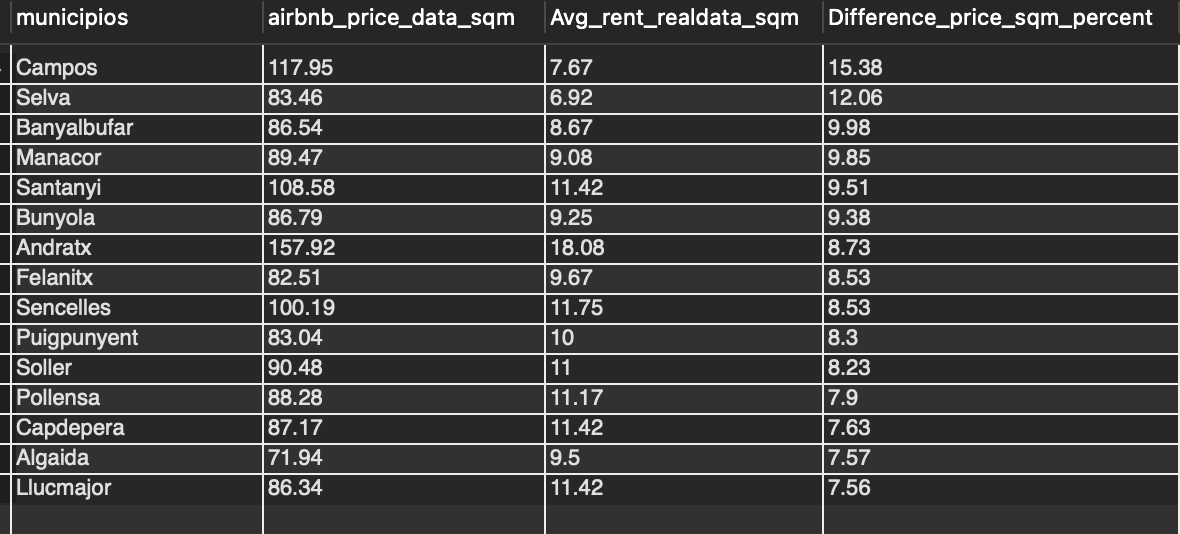 municipios airbnb_price_data_sqm Avg_rent_realdata_sqm Difference_price_sqm_percent
Campos 117.95 7.67 15.38
Selva 83.46 6.92 12.06
Banyalbufar 86.54 8.67 9.98
Manacor 89.47 9.08 9.85
Santanyi 108.58 11.42 9.51
Bunyola 86.79 9.25 9.38
Andratx 157.92 18.08 8.73
Felanitx 82.51 9.67 8.53
Sencelles 100.19 11.75 8.53
Puigpunyent 83.04 10 8.3
Soller 90.48 11 8.23
Pollensa 88.28 11.17 7.9
Capdepera 87.17 11.42 7.63
Algaida 71.94 9.5 7.57
Llucmajor 86.34 11.42 7.56